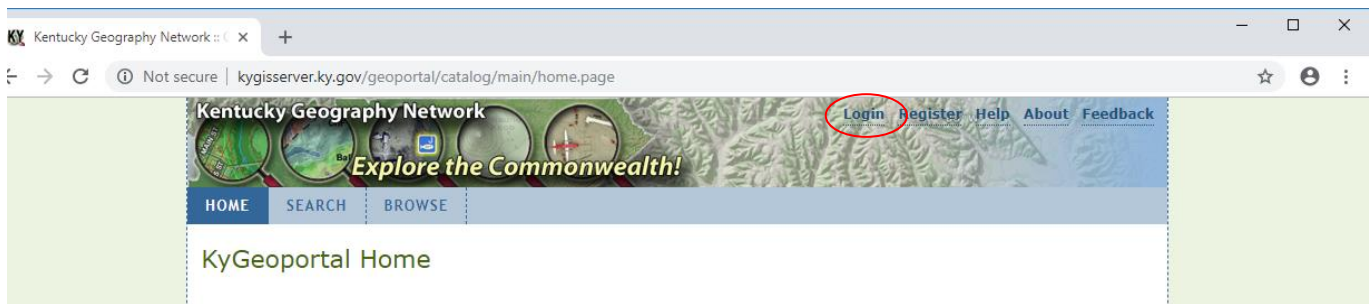 Kentucky Geography Network :: (
Not secure | kygisserver.ky.gov/geoportal/catalog/main/home.page
Kentucky Geography Network
Login Register Help About Feedback
Explore the Commonwealth!
HOME SEARCH BROWSE
KyGeoportal Home